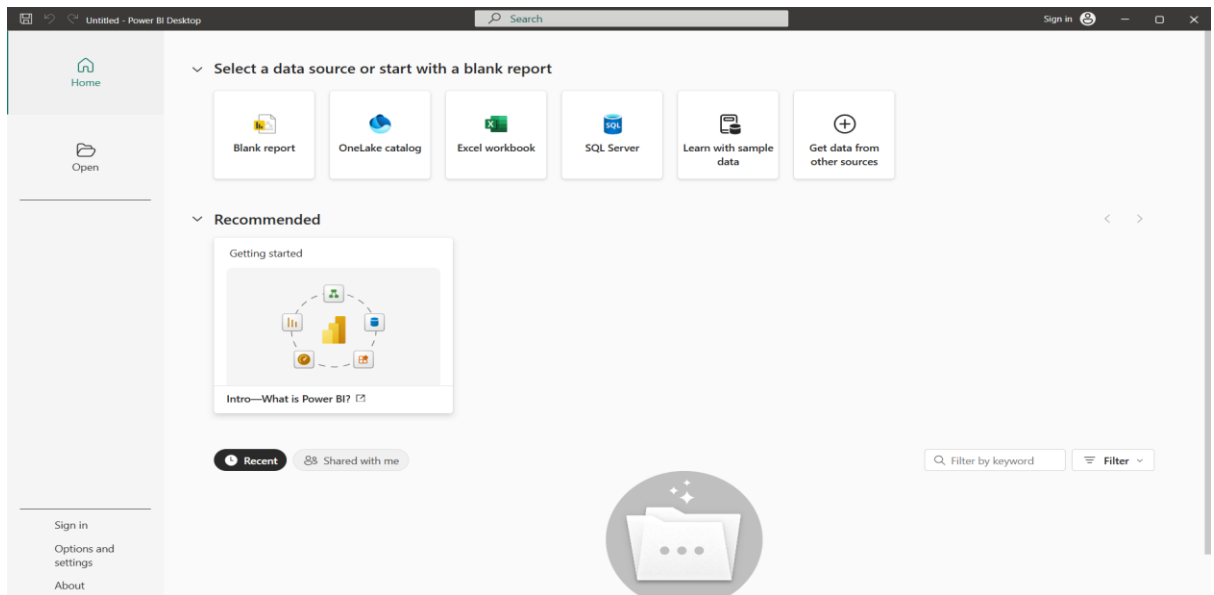 Untitled - Power BI Desktop
Search
Sign in
Home
Open
Select a data source or start with a blank report
Blank report
OneLake catalog
Excel workbook
SQL
SQL Server
Learn with sample
data
Get data from
other sources
Recommended
Getting started
Intro—What is Power BI?
Recent
Shared with me
Filter by keyword
Filter
Sign in
Options and
settings
About